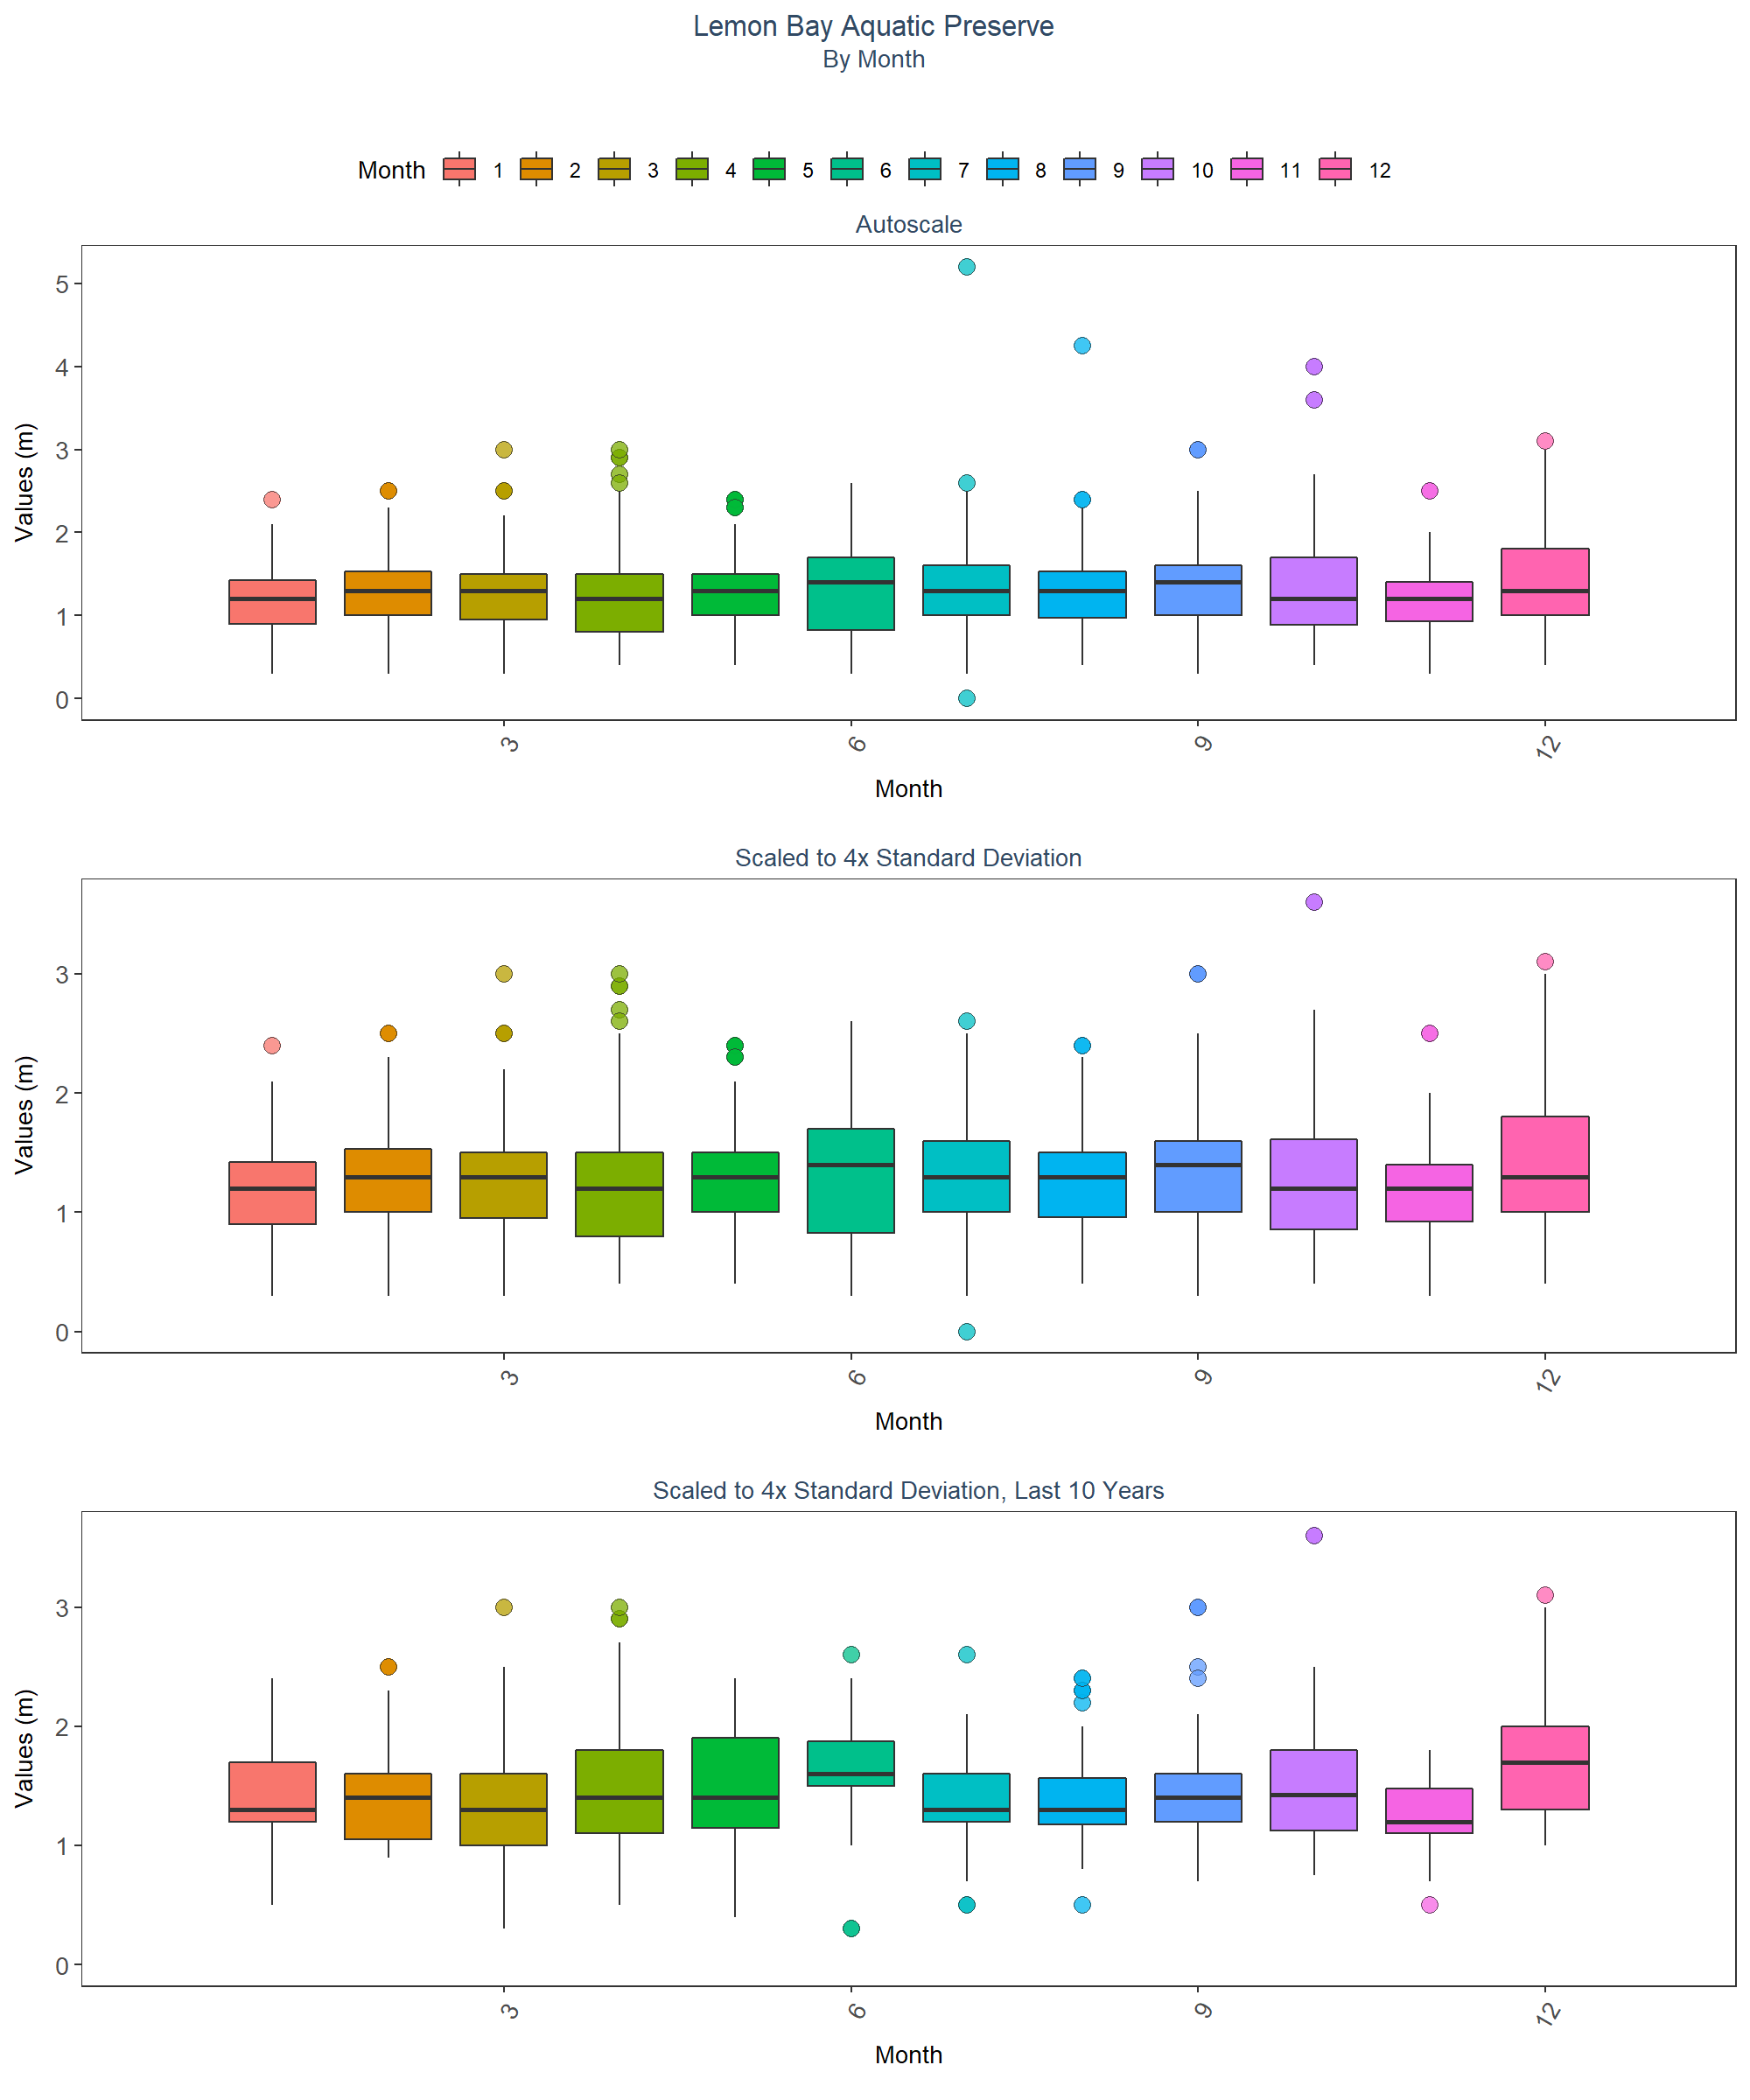 Lemon Bay Aquatic Preserve
By Month
Month 1 2 3 4 5 6 7 8 9 10 11 12
Autoscale
Values (m)
5
4
3
2
1
0
3 6 9 12
Month
Scaled to 4x Standard Deviation
Values (m)
3
2
1
0
3 6 9 12
Month
Scaled to 4x Standard Deviation, Last 10 Years
Values (m)
3
2
1
0
3 6 9 12
Month